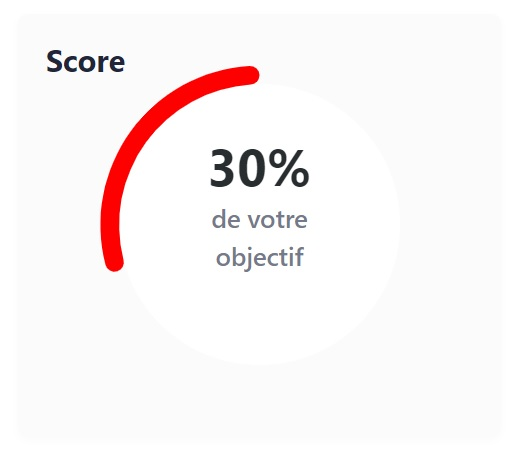 Score
30%
de votre
objectif